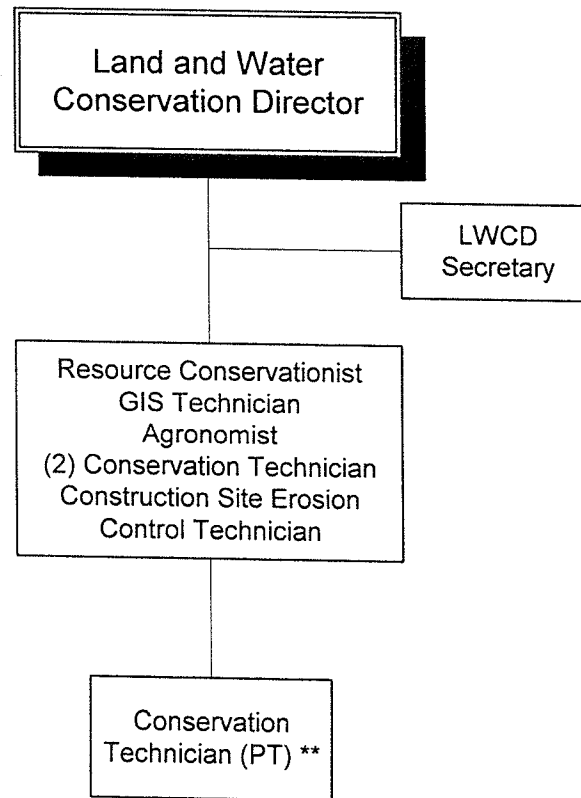 Land and Water
Conservation Director
LWCD
Secretary
Resource Conservationist
GIS Technician
Agronomist
(2) Conservation Technician
Construction Site Erosion
Control Technician
Conservation
Technician (PT) **